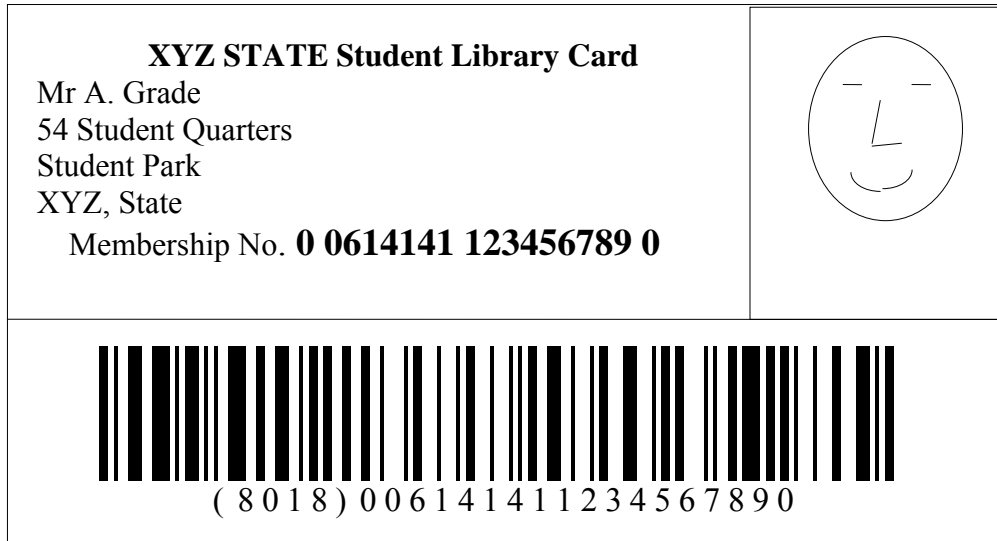 XYZ STATE Student Library Card
Mr A. Grade
54 Student Quarters
Student Park
XYZ, State
Membership No. 0 0614141 123456789 0
(8018)006141411234567890